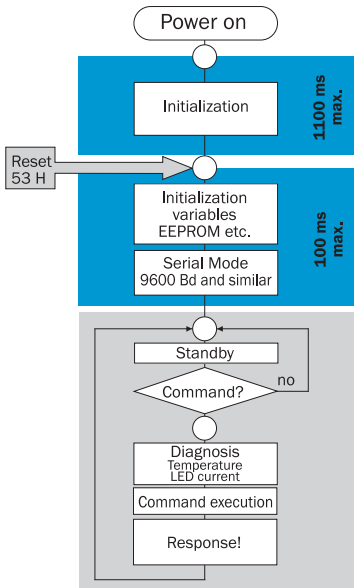 Power on
Initialization
1100 ms
max.
Reset
53 H
Initialization
variables
EEPROM etc.
Serial Mode
9600 Bd and similar
100 ms
max.
Standby
Command?
no
Diagnosis
Temperature
LED current
Command execution
Response!